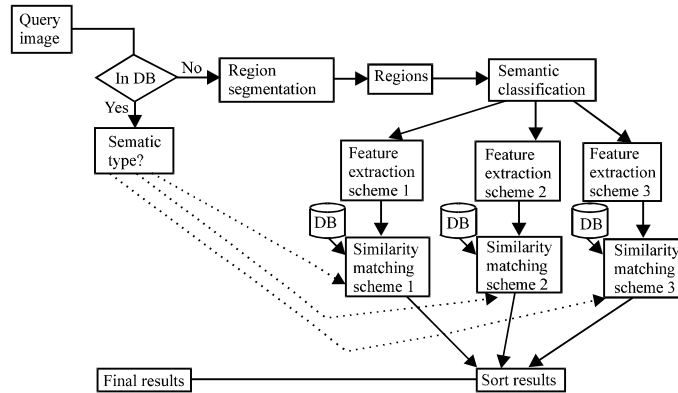 Query
image
In DB
No
Yes
Region
segmentation
Regions
Semantic
classification
Sematic
type?
Feature
extraction
scheme 1
Feature
extraction
scheme 2
Feature
extraction
scheme 3
DB
DB
DB
Similarity
matching
scheme 1
Similarity
matching
scheme 2
Similarity
matching
scheme 3
Final results
Sort results